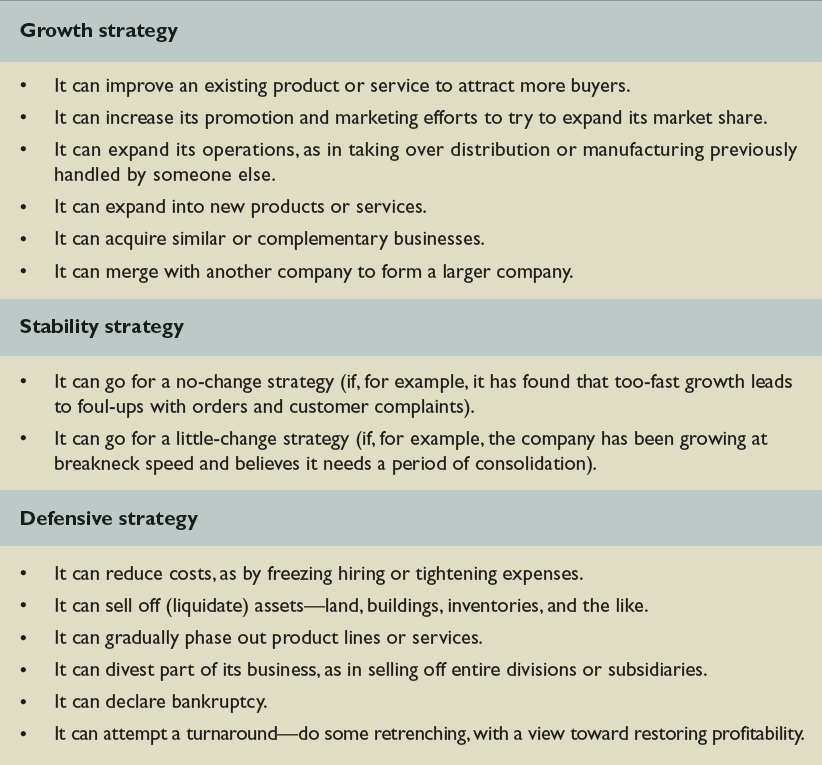 Growth strategy
• It can improve an existing product or service to attract more buyers.
• It can increase its promotion and marketing efforts to try to expand its market share.
• It can expand its operations, as in taking over distribution or manufacturing previously
handled by someone else.
• It can expand into new products or services.
• It can acquire similar or complementary businesses.
• It can merge with another company to form a larger company.
Stability strategy
• It can go for a no-change strategy (if, for example, it has found that too-fast growth leads
to foul-ups with orders and customer complaints).
• It can go for a little-change strategy (if, for example, the company has been growing at
breakneck speed and believes it needs a period of consolidation).
Defensive strategy
• It can reduce costs, as by freezing hiring or tightening expenses.
• It can sell off (liquidate) assets—land, buildings, inventories, and the like.
• It can gradually phase out product lines or services.
• It can divest part of its business, as in selling off entire divisions or subsidiaries.
• It can declare bankruptcy.
• It can attempt a turnaround—do some retrenching, with a view toward restoring profitability.